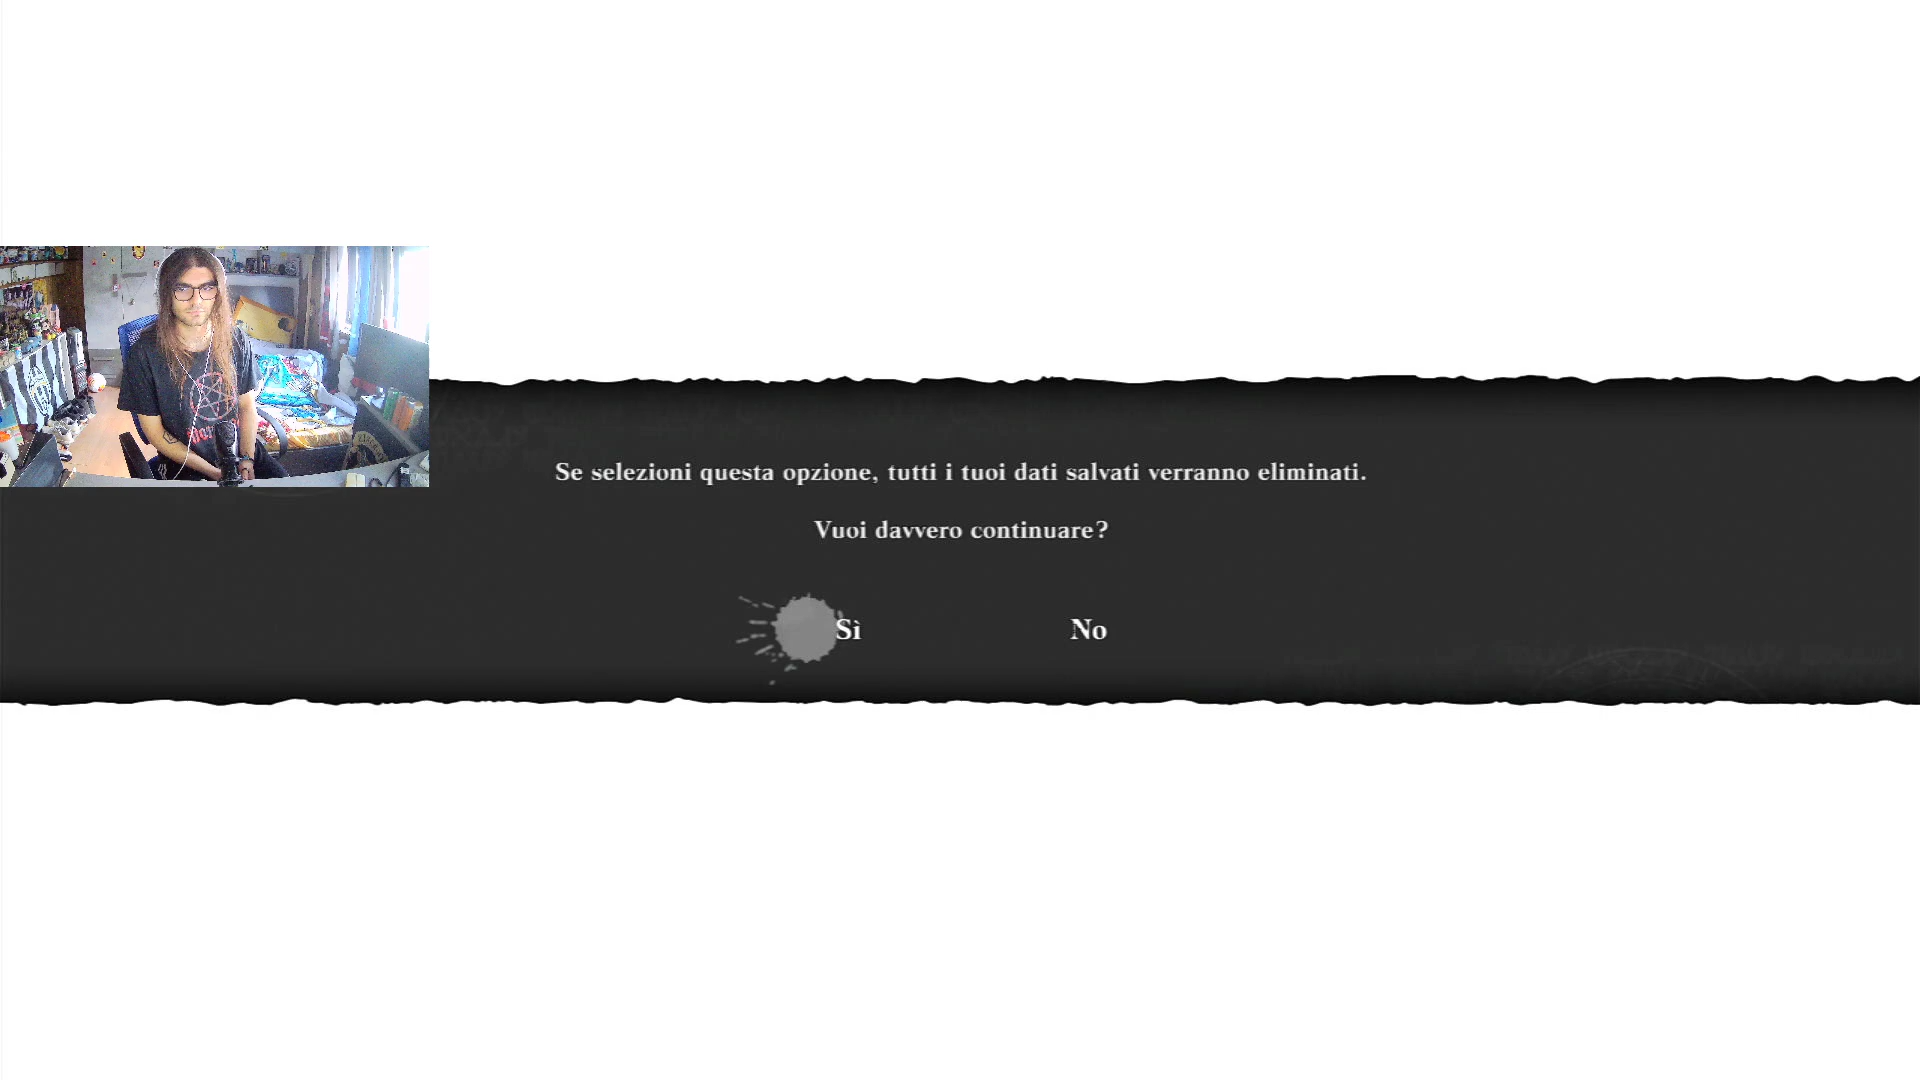 Se selezioni questa opzione, tutti i tuoi dati salvati verranno eliminati.
Vuoi davvero continuare?
Sì
No